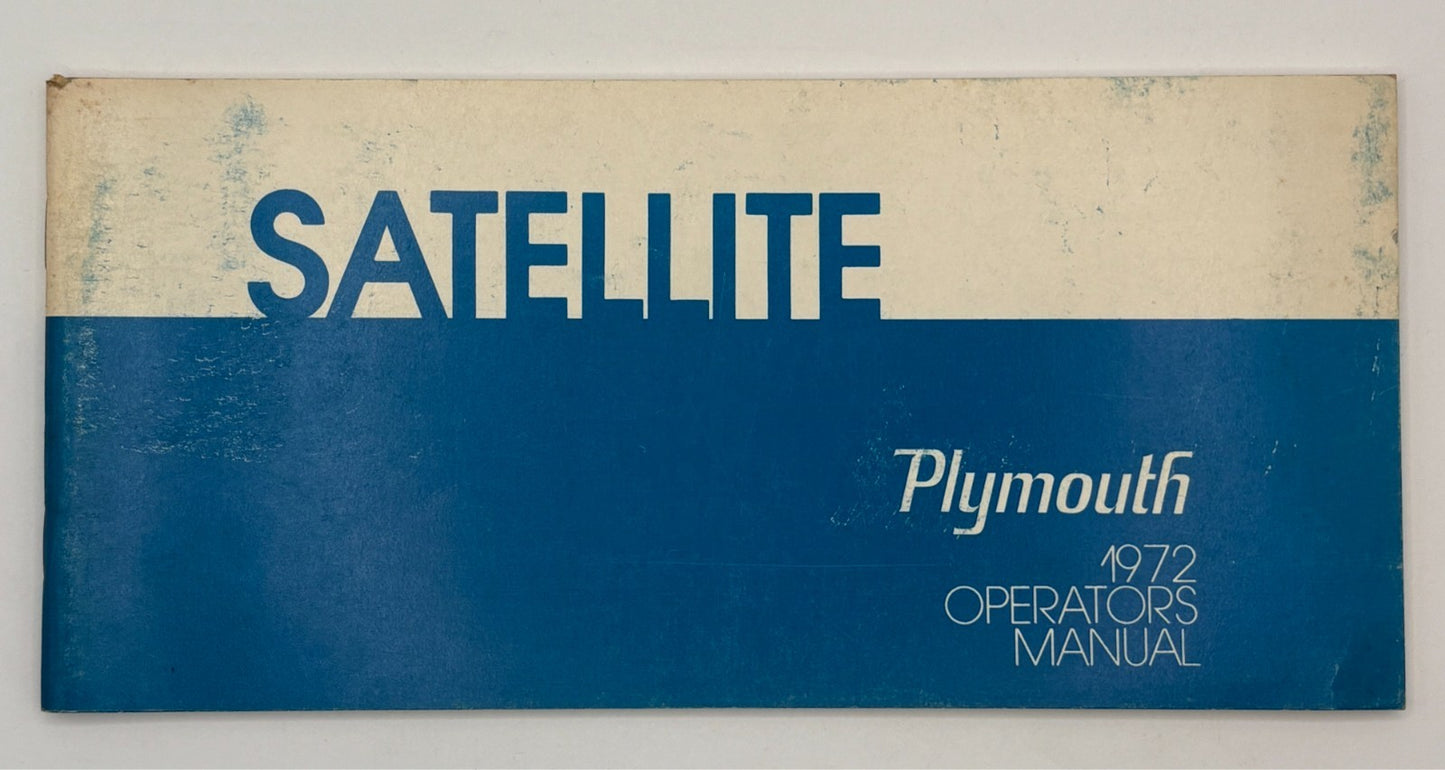 SATELLITE
Plymouth
1972
OPERATORS
MANUAL